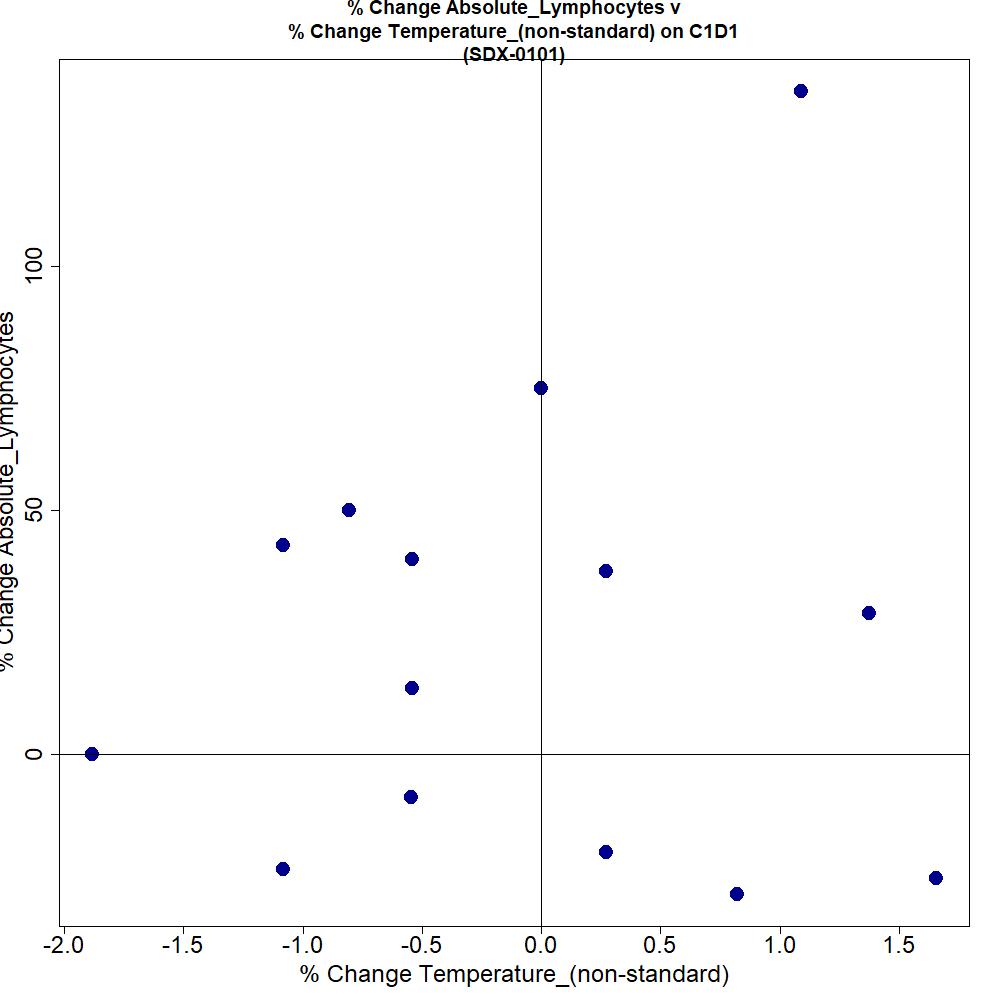 % Change Absolute_Lymphocytes v
% Change Temperature_(non-standard) on C1D1
(SDX-0101)
% Change Absolute_Lymphocytes
100
50
0
-2.0 -1.5 -1.0 -0.5 0.0 0.5 1.0 1.5
% Change Temperature_(non-standard)